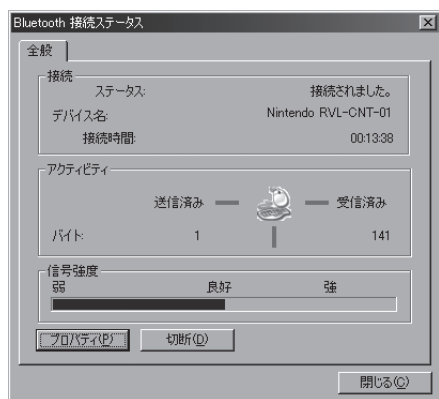 Bluetooth 接続ステータス
全般
接続
ステータス: 接続されました。
デバイス名: Nintendo RVL-CNT-01
接続時間: 00:13:38
アクティビティ
送信済み 受信済み
バイト: 1 141
信号強度
弱 良好 強
プロパティ(P) 切断(D)
閉じる(C)